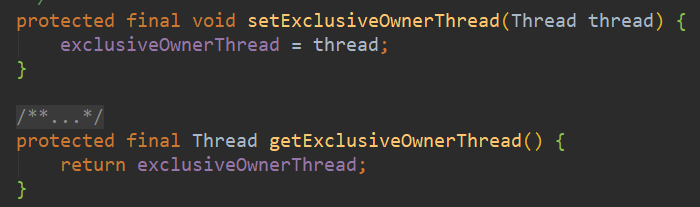 protected final void setExclusiveOwnerThread(Thread thread) {
    exclusiveOwnerThread = thread;
}
/**...*/
protected final Thread getExclusiveOwnerThread() {
    return exclusiveOwnerThread;
}